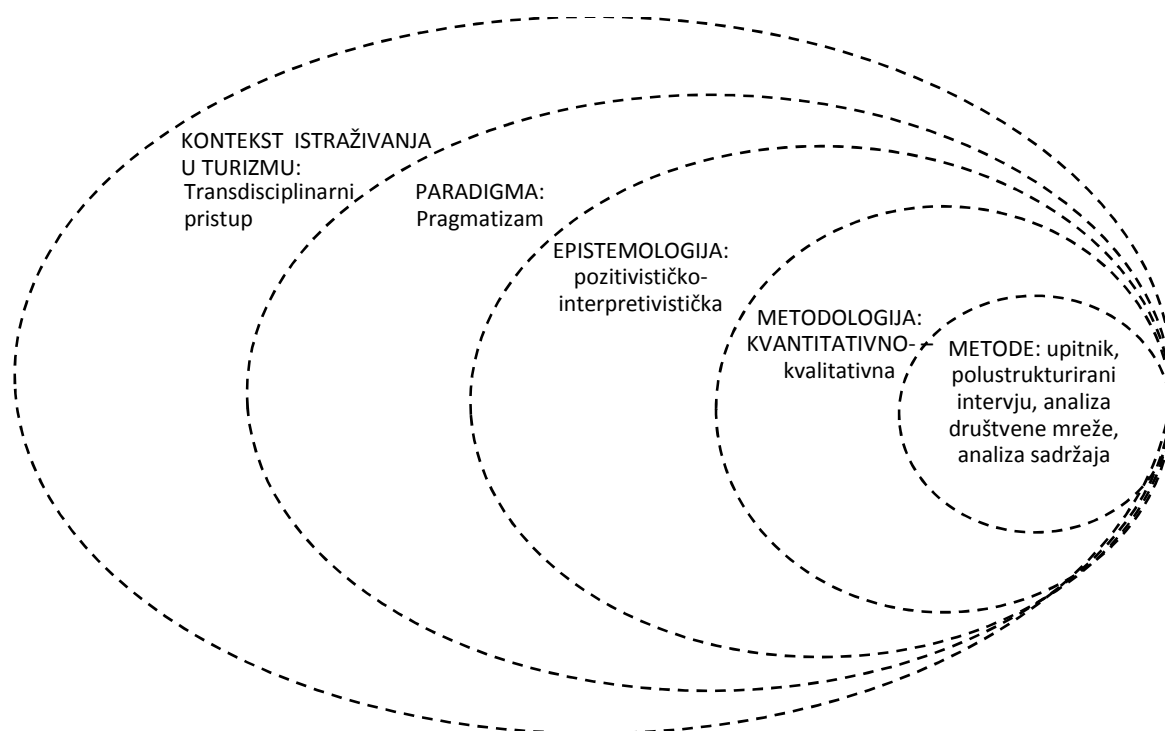 KONTEKST ISTRAŽIVANJA
U TURIZMU:
Transdisciplinarni
pristup
PARADIGMA:
Pragmatizam
EPISTEMOLOGIJA:
pozitivističko-
interpretivistička
METODOLOGIJA:
KVANTITATIVNO-
kvalitativna
METODE: upitnik,
polustrukturirani
intervju, analiza
društvene mreže,
analiza sadržaja